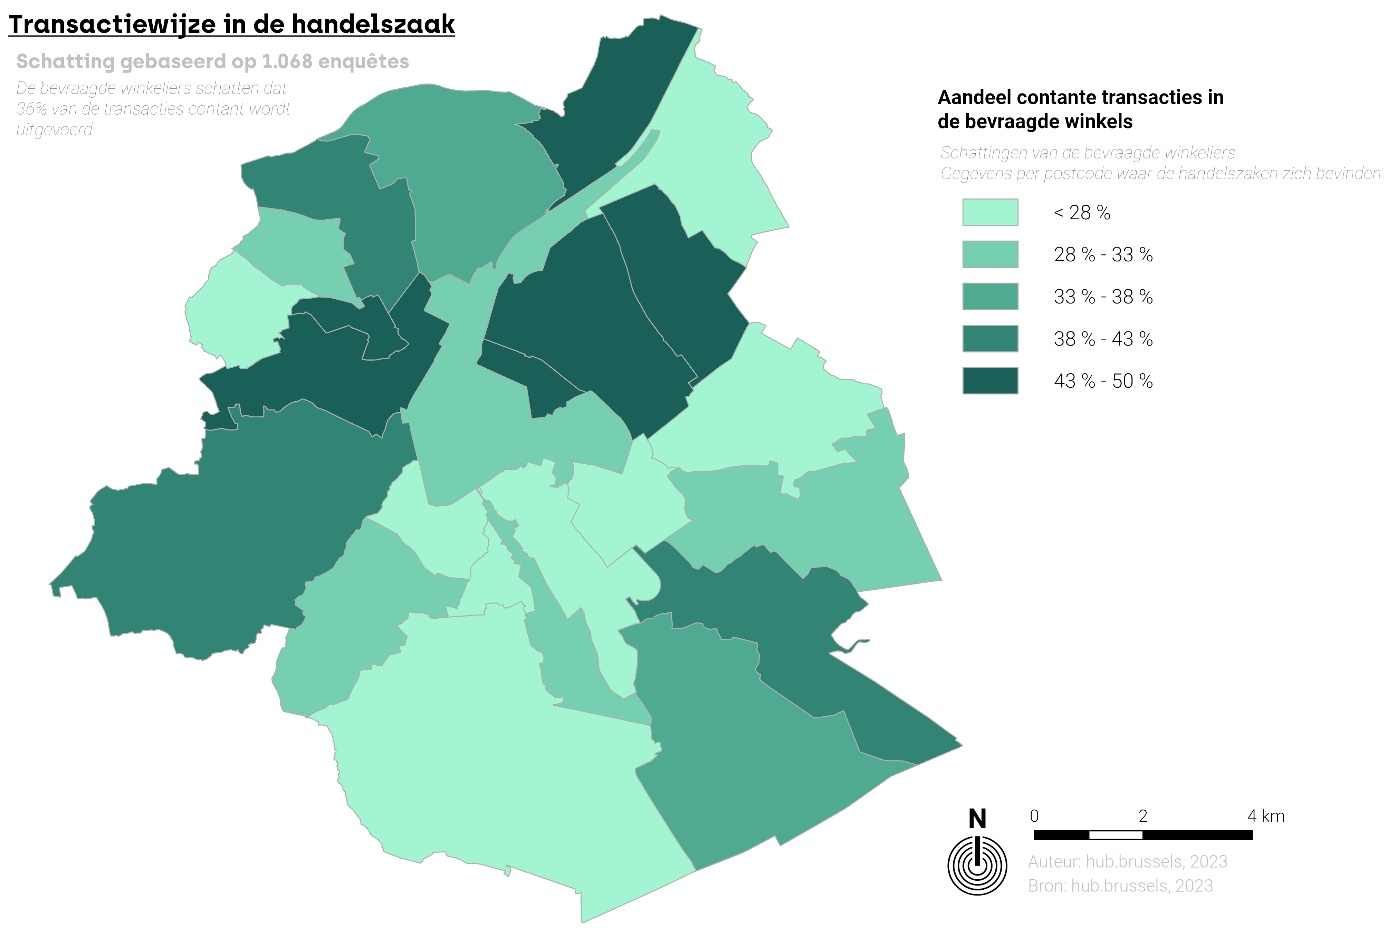 Transactiewijze in de handelszaak
Schatting gebaseerd op 1.068 enquêtes
De bevraagde winkeliers schatten dat
36% van de transacties contant wordt
uitgevoerd
Aandeel contante transacties in
de bevraagde winkels
Schattingen van de bevraagde winkeliers
Gegevens per postcode waar de handelszaken zich bevinden
< 28 %
28 % - 33 %
33 % - 38 %
38 % - 43 %
43 % - 50 %
N
0 2 4 km
Auteur: hub.brussels, 2023
Bron: hub.brussels, 2023